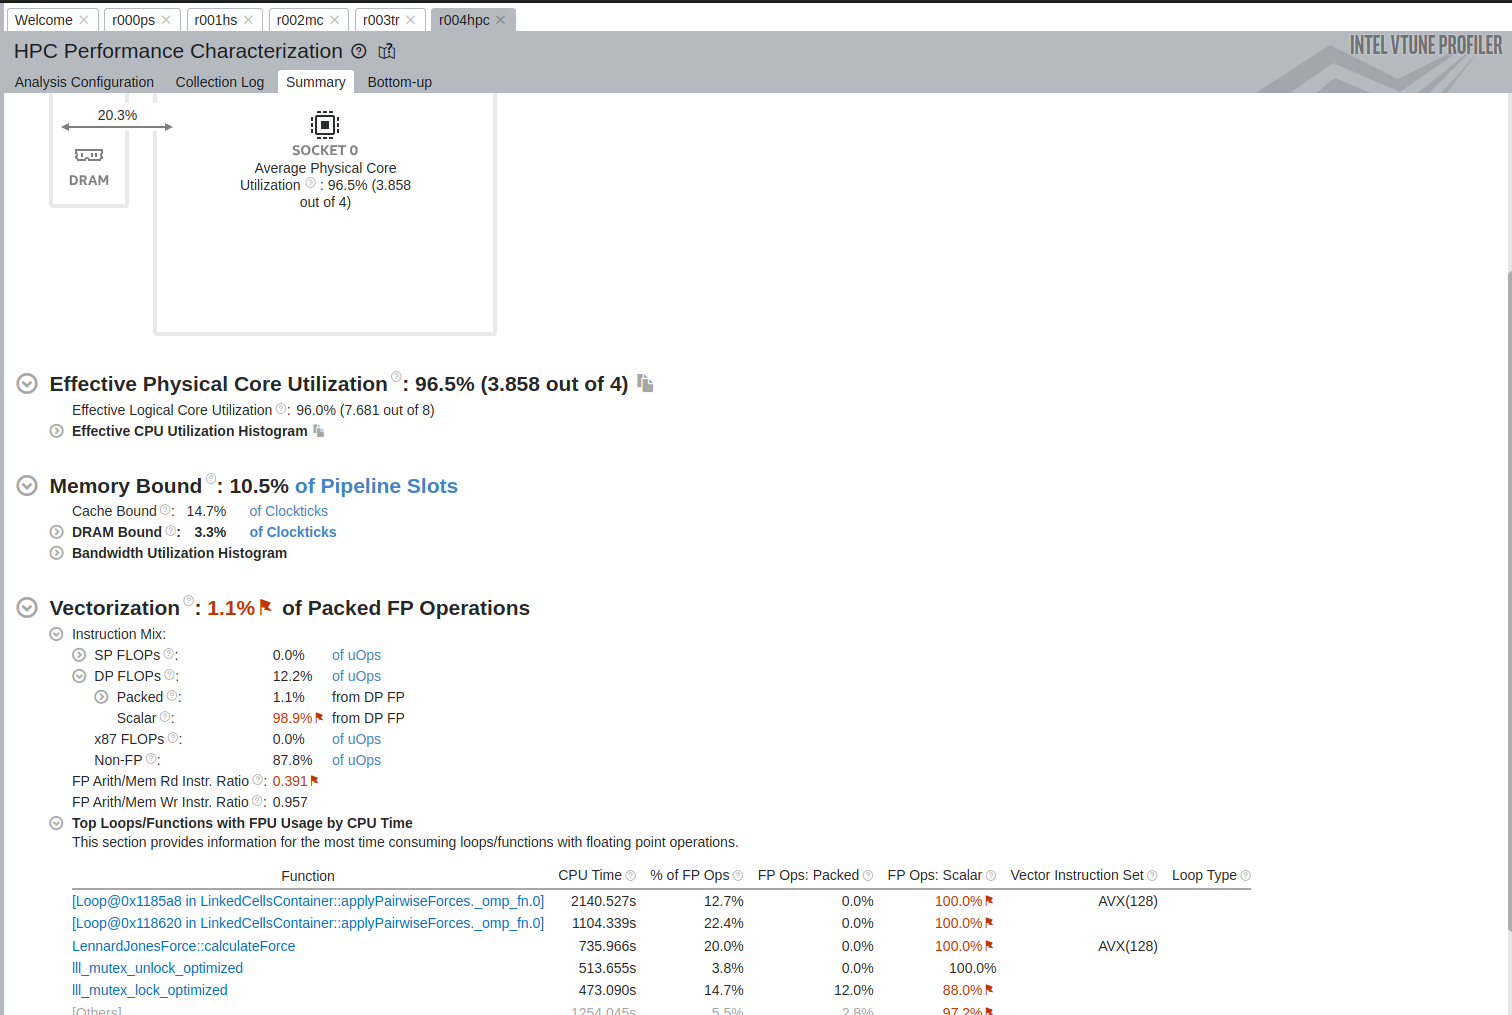 Welcome r000ps r001hs r002mc r003tr r004hpc
HPC Performance Characterization
INTEL VTUNE PROFILER
Analysis Configuration Collection Log Summary Bottom-up
20.3%
DRAM
SOCKET 0
Average Physical Core
Utilization : 96.5% (3.858
out of 4)
Effective Physical Core Utilization : 96.5% (3.858 out of 4)
Effective Logical Core Utilization : 96.0% (7.681 out of 8)
Effective CPU Utilization Histogram
Memory Bound : 10.5% of Pipeline Slots
Cache Bound : 14.7% of Clockticks
DRAM Bound : 3.3% of Clockticks
Bandwidth Utilization Histogram
Vectorization : 1.1% of Packed FP Operations
Instruction Mix:
SP FLOPs : 0.0% of uOps
DP FLOPs : 12.2% of uOps
Packed : 1.1% from DP FP
Scalar : 98.9% from DP FP
x87 FLOPs : 0.0% of uOps
Non-FP : 87.8% of uOps
FP Arith/Mem Rd Instr. Ratio : 0.391
FP Arith/Mem Wr Instr. Ratio : 0.957
Top Loops/Functions with FPU Usage by CPU Time
This section provides information for the most time consuming loops/functions with floating point operations.
Function CPU Time % of FP Ops FP Ops: Packed FP Ops: Scalar Vector Instruction Set Loop Type
[Loop@0x1185a8 in LinkedCellsContainer::applyPairwiseForces._omp_fn.0] 2140.527s 12.7% 0.0% 100.0% AVX(128)
[Loop@0x118620 in LinkedCellsContainer::applyPairwiseForces._omp_fn.0] 1104.339s 22.4% 0.0% 100.0%
LennardJonesForce::calculateForce 735.966s 20.0% 0.0% 100.0% AVX(128)
lll_mutex_unlock_optimized 513.655s 3.8% 0.0% 100.0%
lll_mutex_lock_optimized 473.090s 14.7% 12.0% 88.0%
[Others] 1254.045s 5.5% 2.8% 97.2%